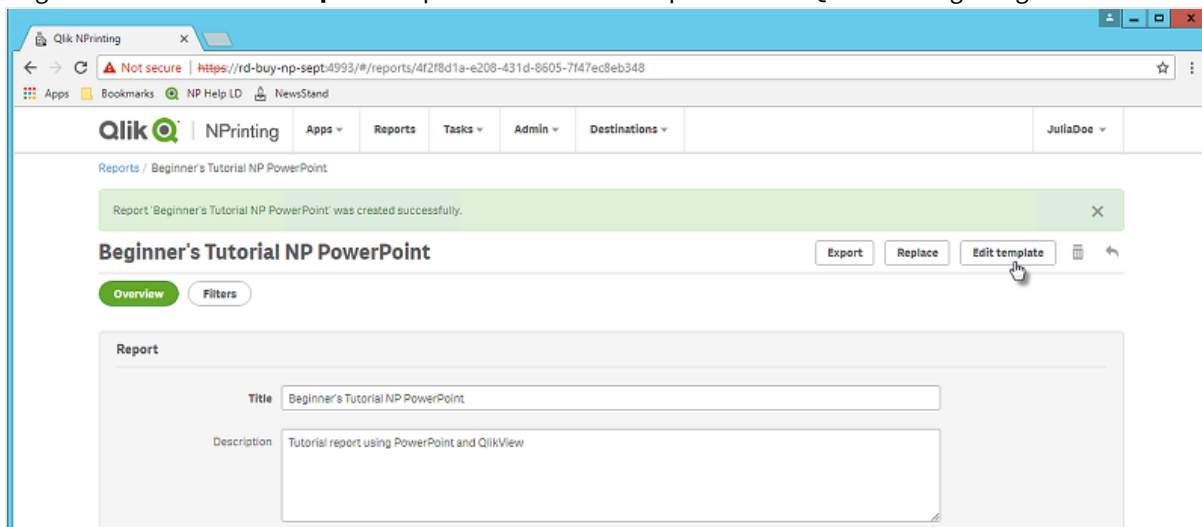 Qlik NPrinting
Not secure | https://rd-buy-np-sept:4993/#/reports/4f2f8d1a-e208-431d-8605-7f47ec8eb348
Apps Bookmarks NP Help LD NewsStand
Qlik NPrinting Apps Reports Tasks Admin Destinations JuliaDoe
Reports / Beginner's Tutorial NP PowerPoint
Report 'Beginner's Tutorial NP PowerPoint' was created successfully.
Beginner's Tutorial NP PowerPoint Export Replace Edit template
Overview Filters
Report
Title Beginner's Tutorial NP PowerPoint
Description Tutorial report using PowerPoint and QlikView